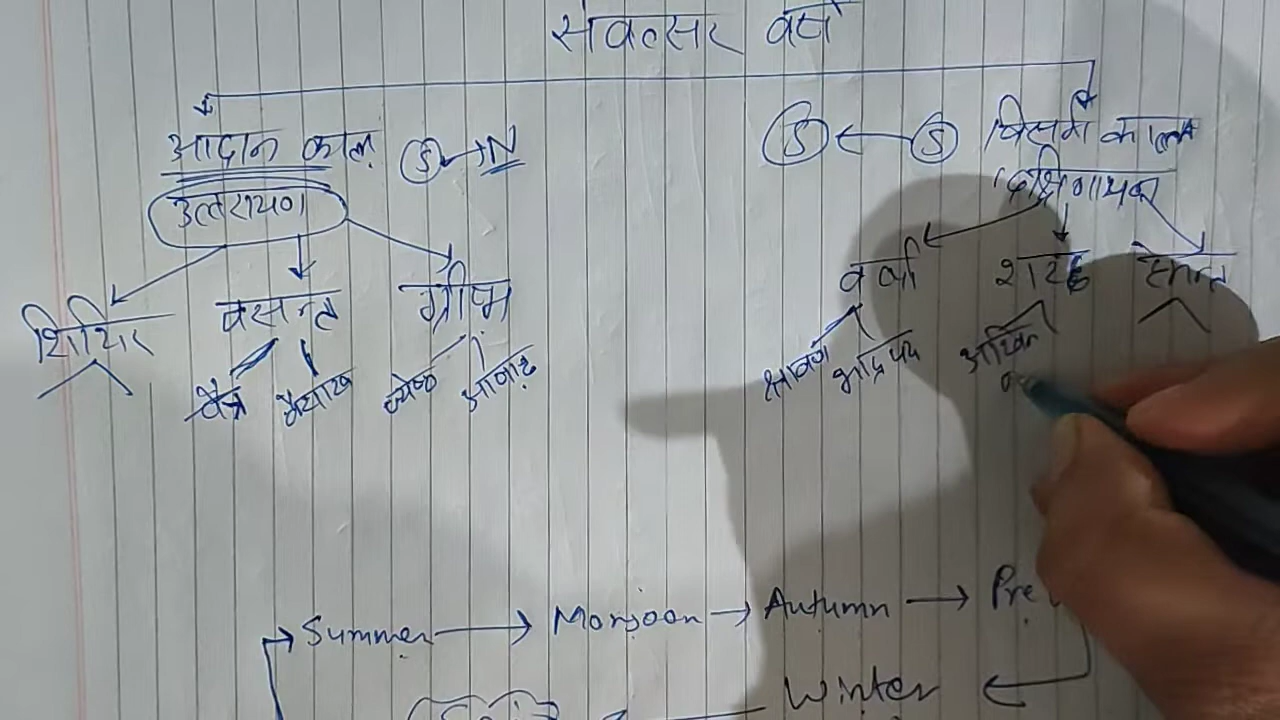 संवत्सर वर्ष
आदान काल S → N
S ← S विसर्ग काल
उत्तरायण
दक्षिणायन
शिशिर वसन्त ग्रीष्म
वर्षा शरद हेमन्त
चैत्र वैशाख ज्येष्ठ आषाढ़
श्रावण भाद्रपद आश्विन
Summer → Monsoon → Autumn → Pre
Winter